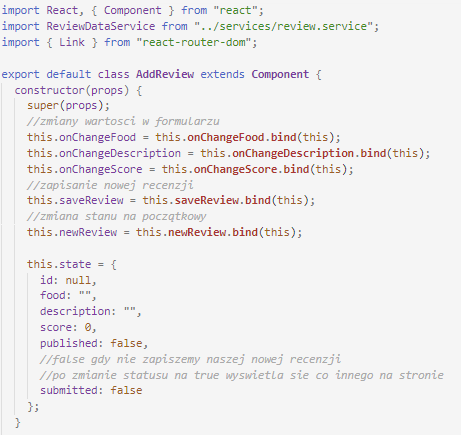 import React, { Component } from "react";
import ReviewDataService from "../services/review.service";
import { Link } from "react-router-dom";

export default class AddReview extends Component {
  constructor(props) {
    super(props);
    //zmiany wartosci w formularzu
    this.onChangeFood = this.onChangeFood.bind(this);
    this.onChangeDescription = this.onChangeDescription.bind(this);
    this.onChangeScore = this.onChangeScore.bind(this);
    //zapisanie nowej recenzji
    this.saveReview = this.saveReview.bind(this);
    //zmiana stanu na początkowy
    this.newReview = this.newReview.bind(this);

    this.state = {
      id: null,
      food: "",
      description: "",
      score: 0,
      published: false,
      //false gdy nie zapiszemy naszej nowej recenzji
      //po zmianie statusu na true wyswietla sie co innego na stronie
      submitted: false
    };
  }